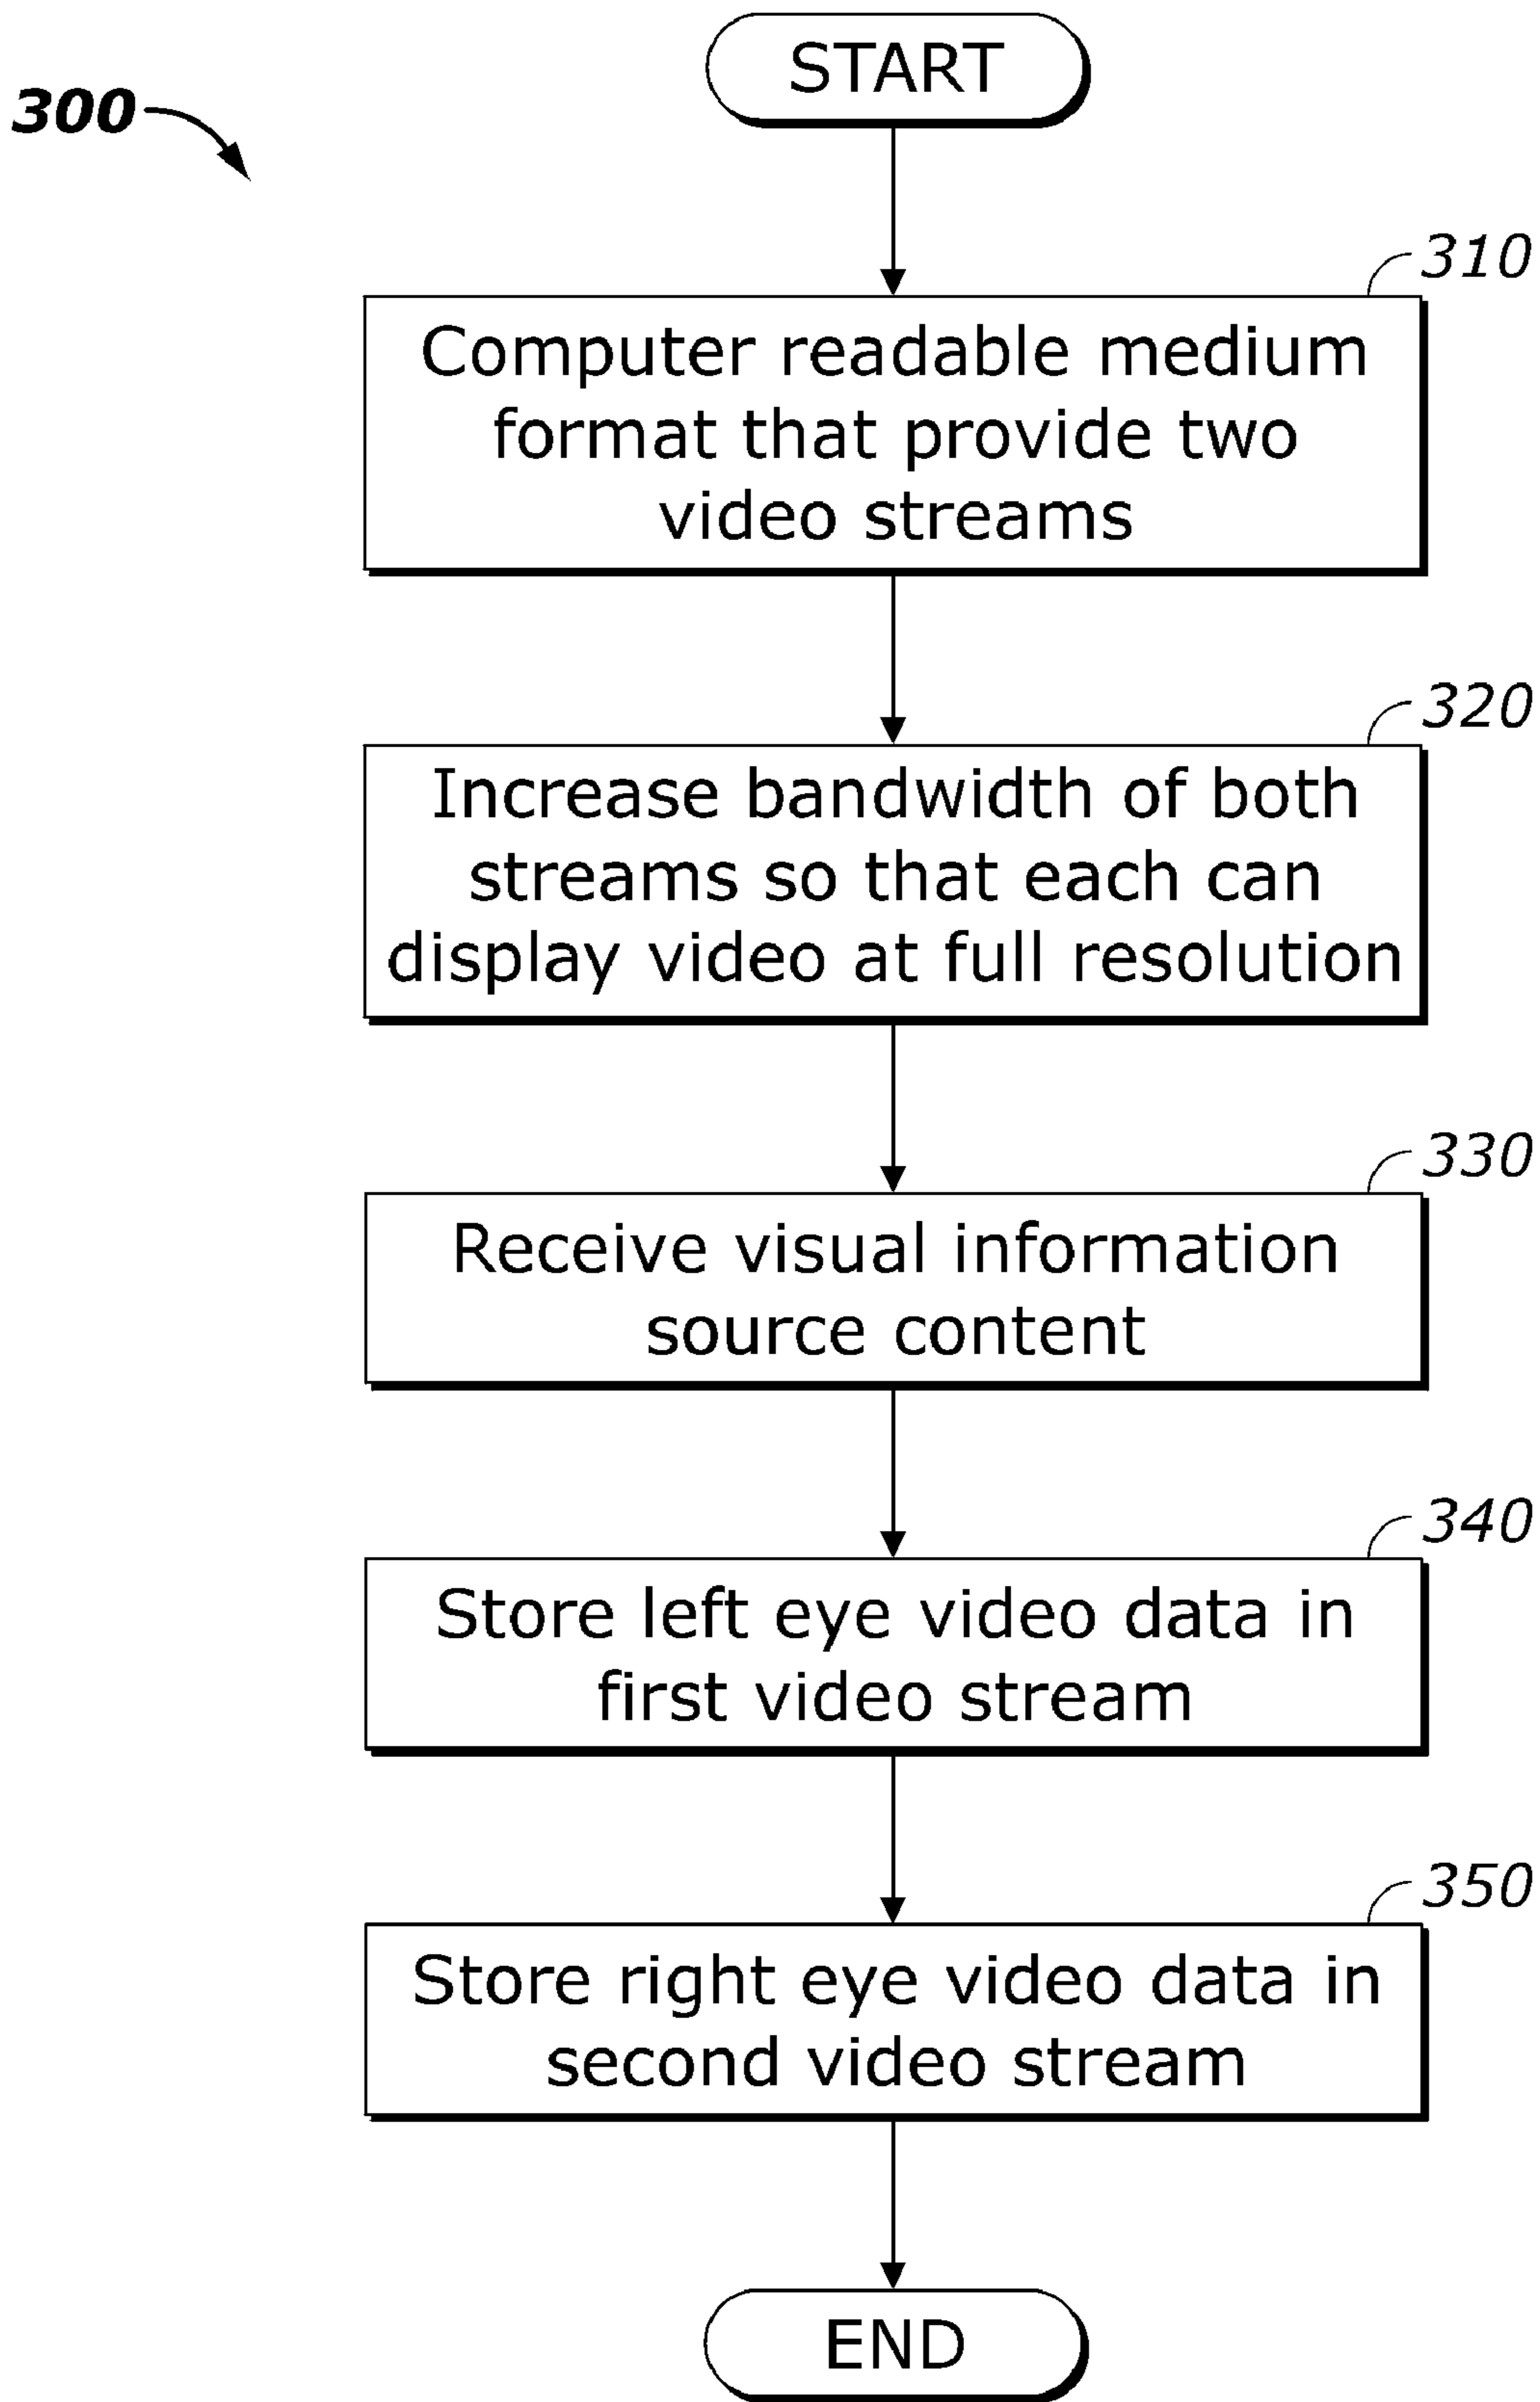 START
300
310
Computer readable medium
format that provide two
video streams
320
Increase bandwidth of both
streams so that each can
display video at full resolution
330
Receive visual information
source content
340
Store left eye video data in
first video stream
350
Store right eye video data in
second video stream
END